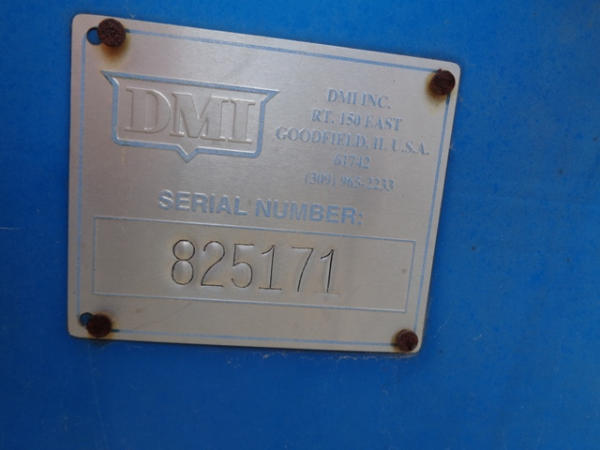 DMI
DMI INC.
RT. 150 EAST
GOODFIELD, IL U.S.A.
61742
(309) 965-2233
SERIAL NUMBER:
825171